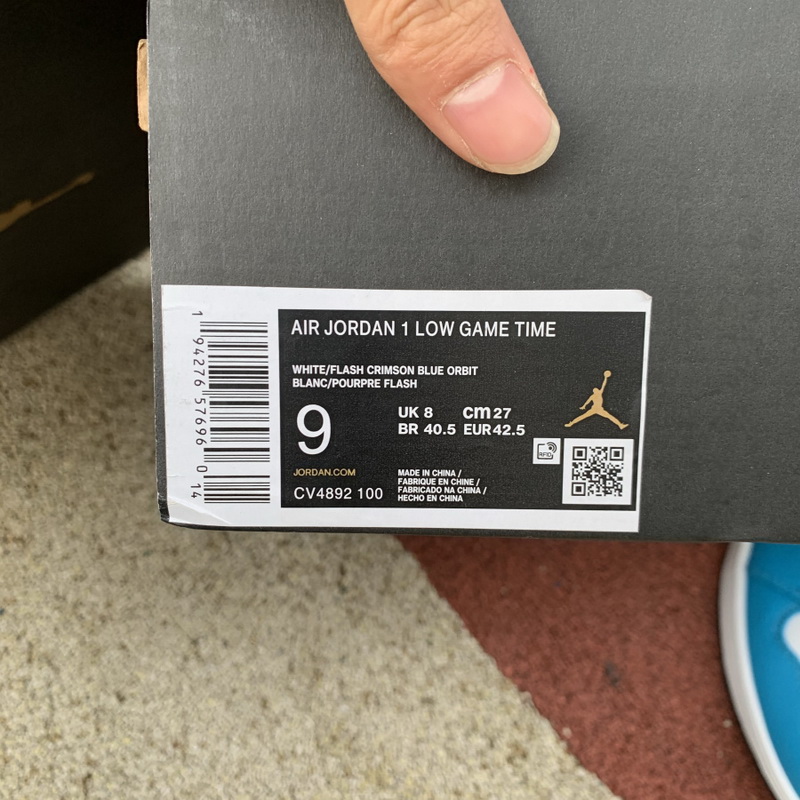 AIR JORDAN 1 LOW GAME TIME
WHITE/FLASH CRIMSON BLUE ORBIT
BLANC/POURPRE FLASH
9
UK 8 cm 27
BR 40.5 EUR 42.5
RFID
JORDAN.COM
CV4892 100
MADE IN CHINA /
FABRIQUE EN CHINE /
FABRICADO NA CHINA /
HECHO EN CHINA
1 94276 57696 0 14